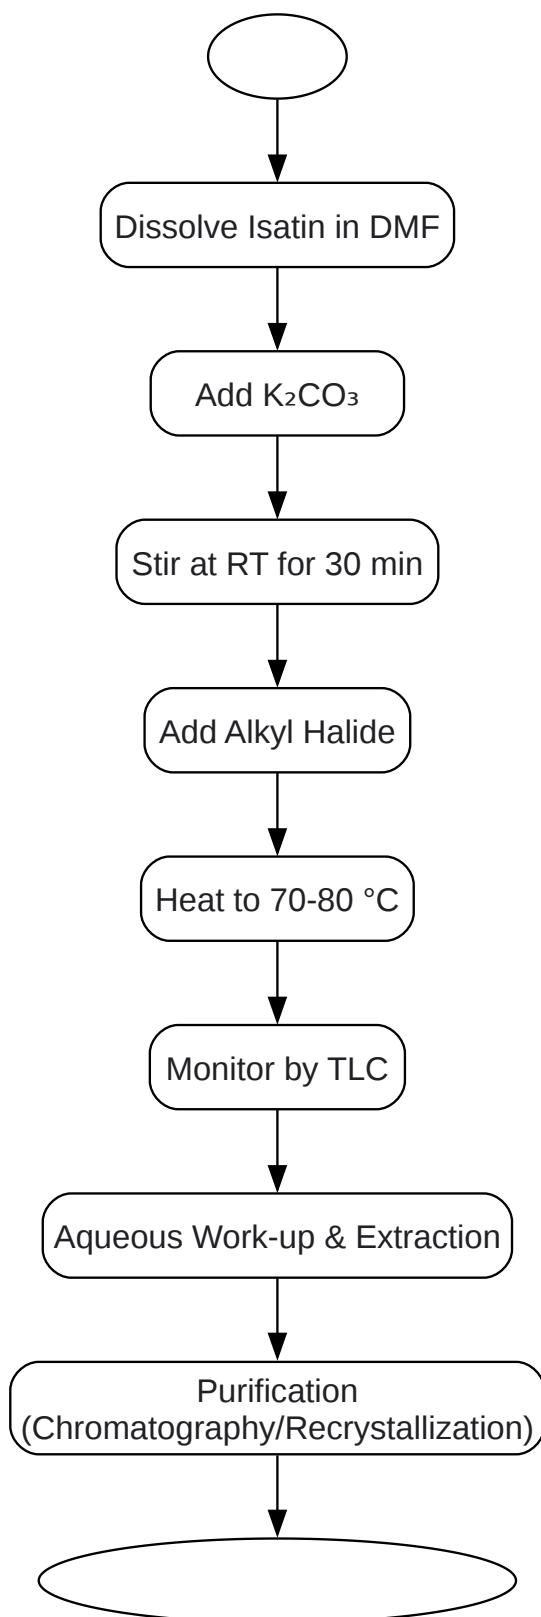 Dissolve Isatin in DMF
Add K₂CO₃
Stir at RT for 30 min
Add Alkyl Halide
Heat to 70-80 °C
Monitor by TLC
Aqueous Work-up & Extraction
Purification
(Chromatography/Recrystallization)